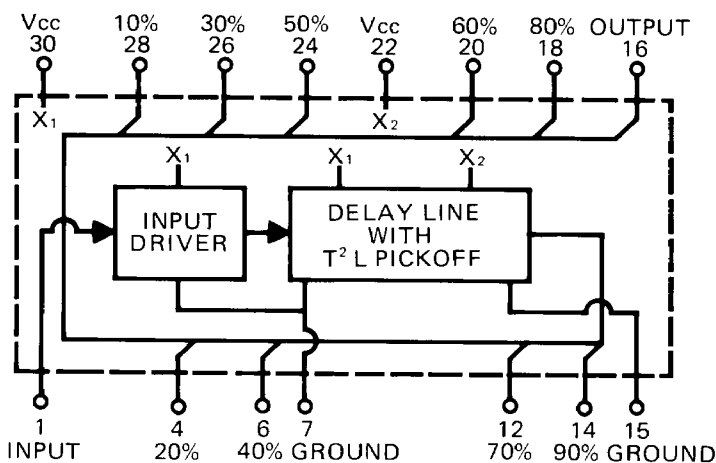 Vcc 10% 30% 50% Vcc 60% 80% OUTPUT
30 28 26 24 22 20 18 16
X1 X2
X1 X1 X2
INPUT DRIVER
DELAY LINE WITH T² L PICKOFF
1 4 6 7 12 14 15
INPUT 20% 40% GROUND 70% 90% GROUND